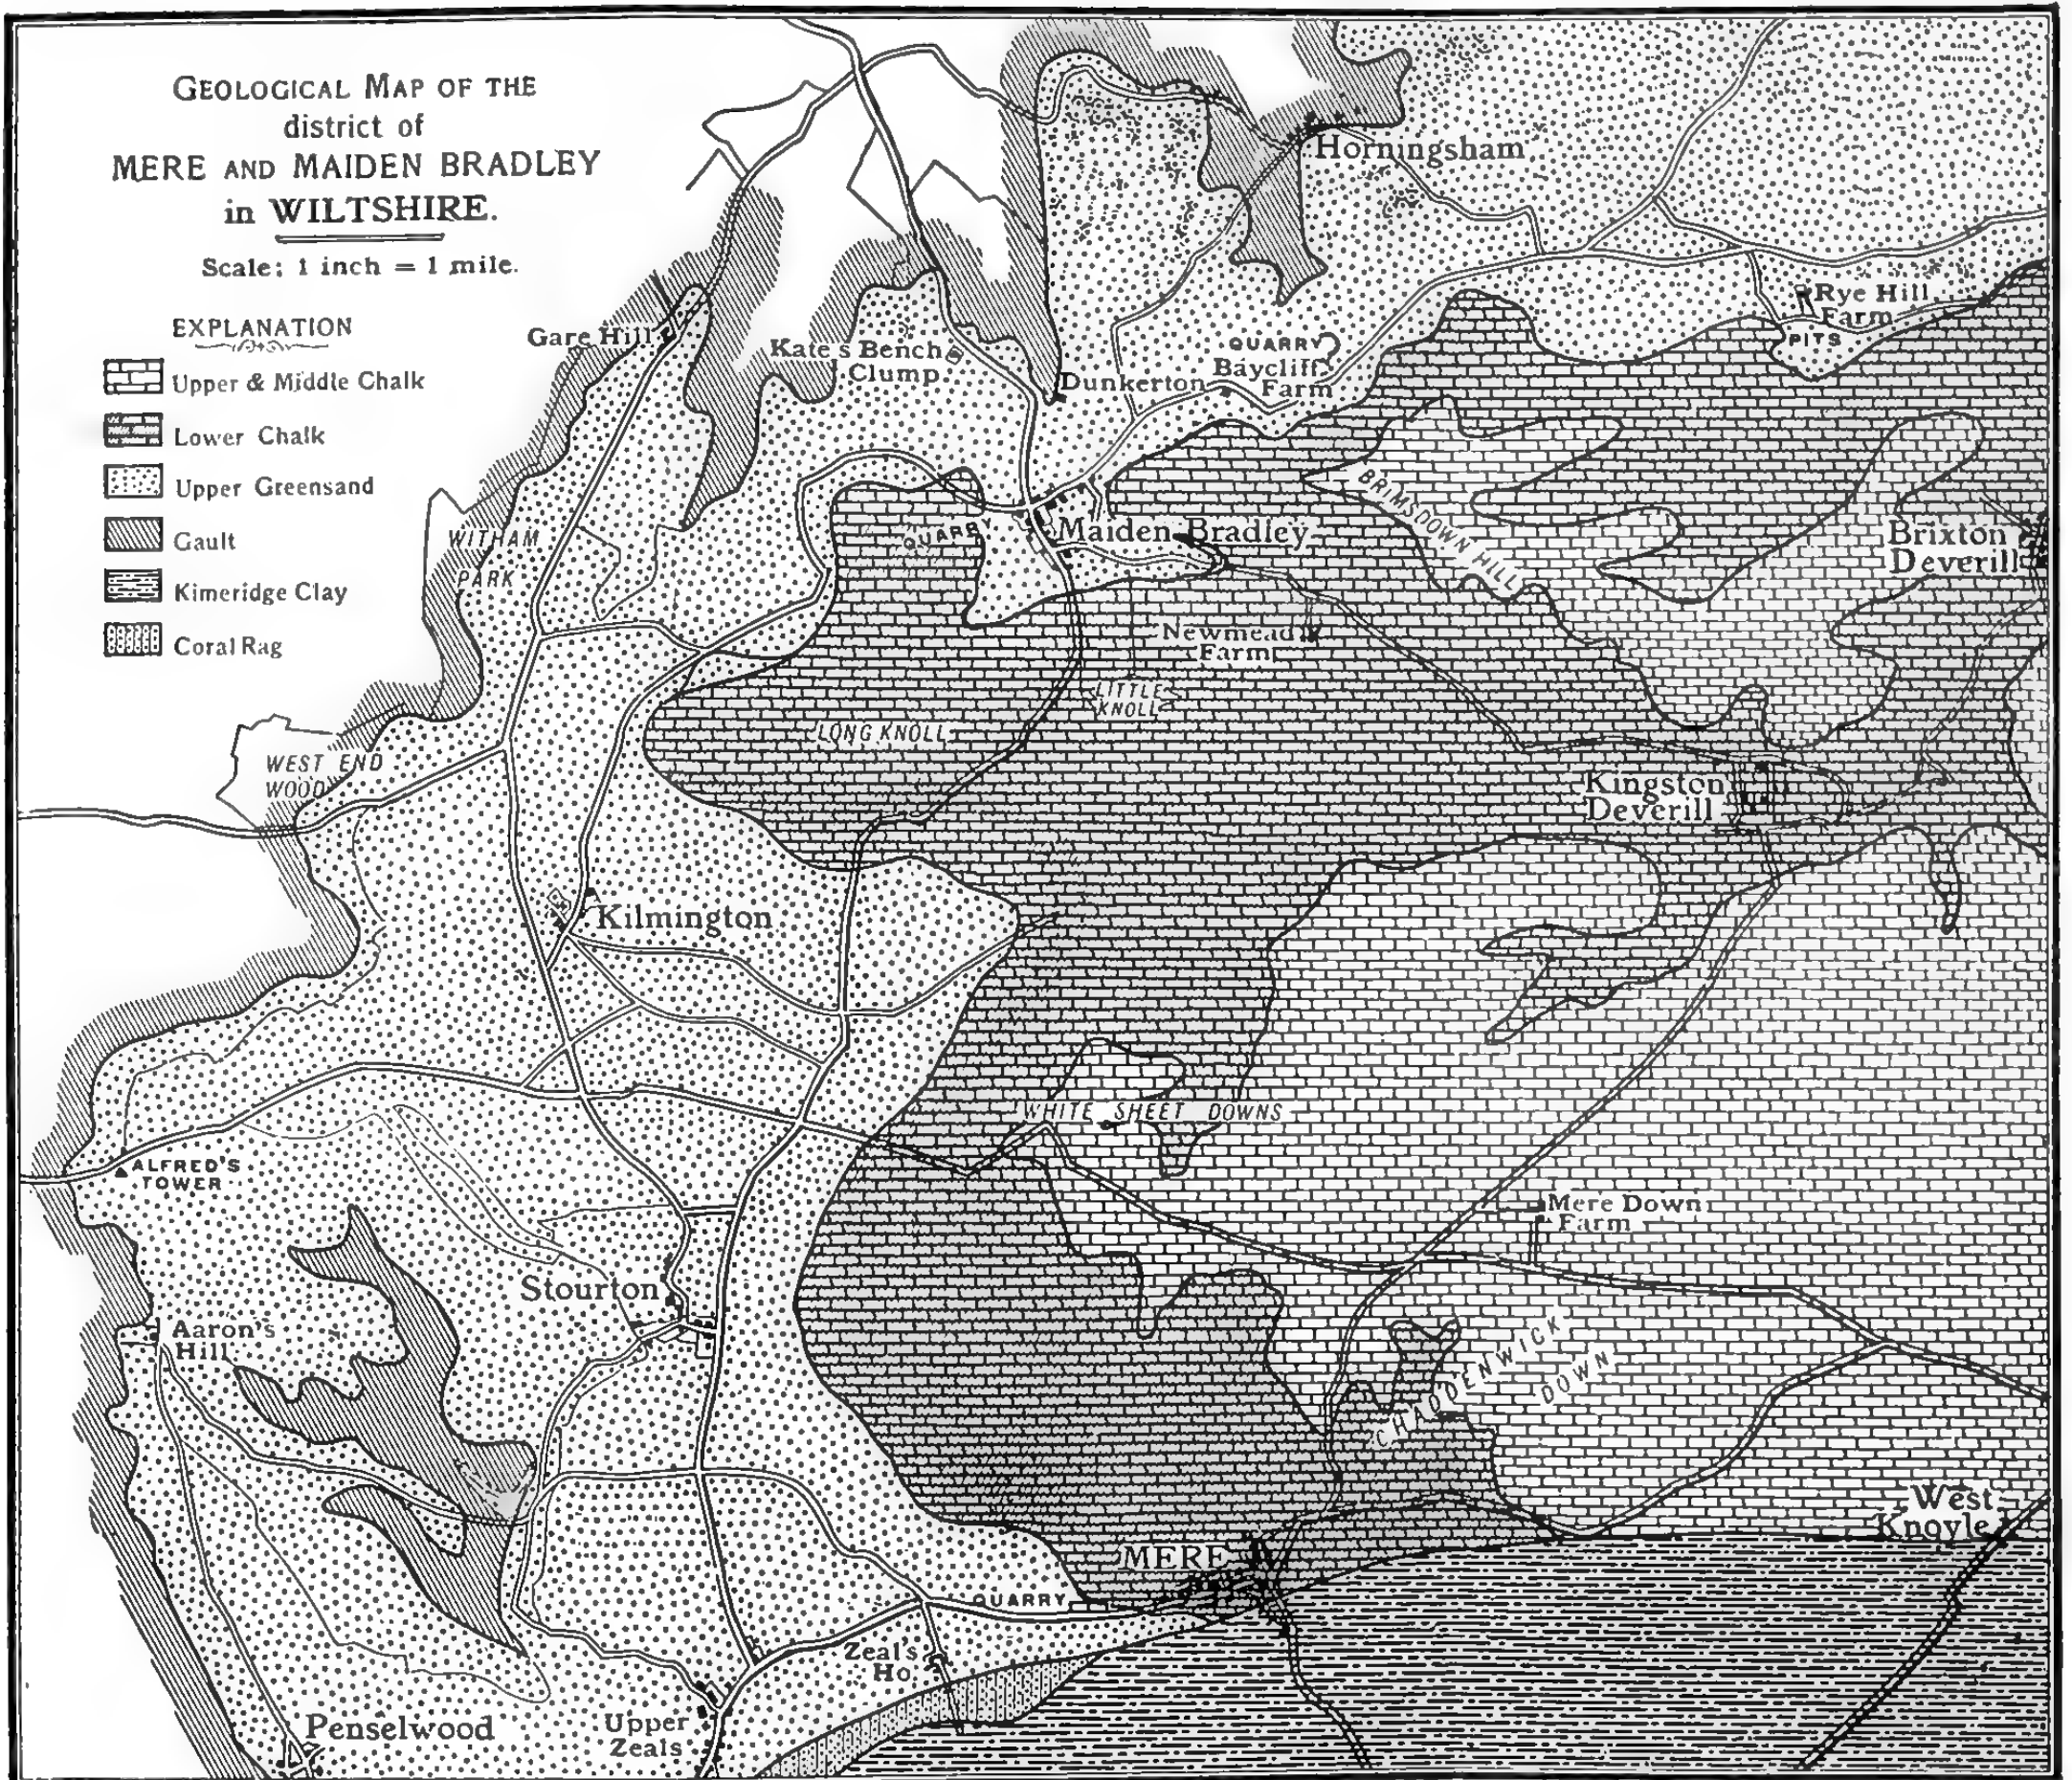 GEOLOGICAL MAP OF THE
district of
MERE AND MAIDEN BRADLEY
in WILTSHIRE.
Scale: 1 inch = 1 mile.
EXPLANATION
Upper & Middle Chalk
Lower Chalk
Upper Greensand
Gault
Kimeridge Clay
Coral Rag
Horningsham
Rye Hill
Farm
PITS
Gare Hill
Kate's Bench
Clump
QUARRY
Baycliff
Farm
Dunkerton
BRIMSDOWN HILL
WITHAM
PARK
QUARRY
Maiden Bradley
Brixton
Deverill
Newmead
Farm
LITTLE
KNOLL
LONG KNOLL
WEST END
WOOD
Kingston
Deverill
Kilmington
WHITE SHEET DOWNS
ALFRED'S
TOWER
Mere Down
Farm
Stourton
Aaron's
Hill
CHADDENWICK
DOWN
West
Knoyle
MERE
QUARRY
Zeal's
Ho.
Penselwood
Upper
Zeals